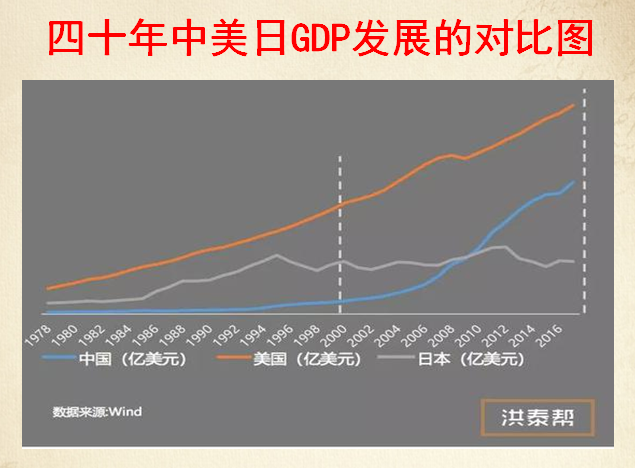 四十年中美日GDP发展的对比图
1978 1980 1982 1984 1986 1988 1990 1992 1994 1996 1998 2000 2002 2004 2006 2008 2010 2012 2014 2016
中国（亿美元） 美国（亿美元） 日本（亿美元）
数据来源:Wind
洪泰帮